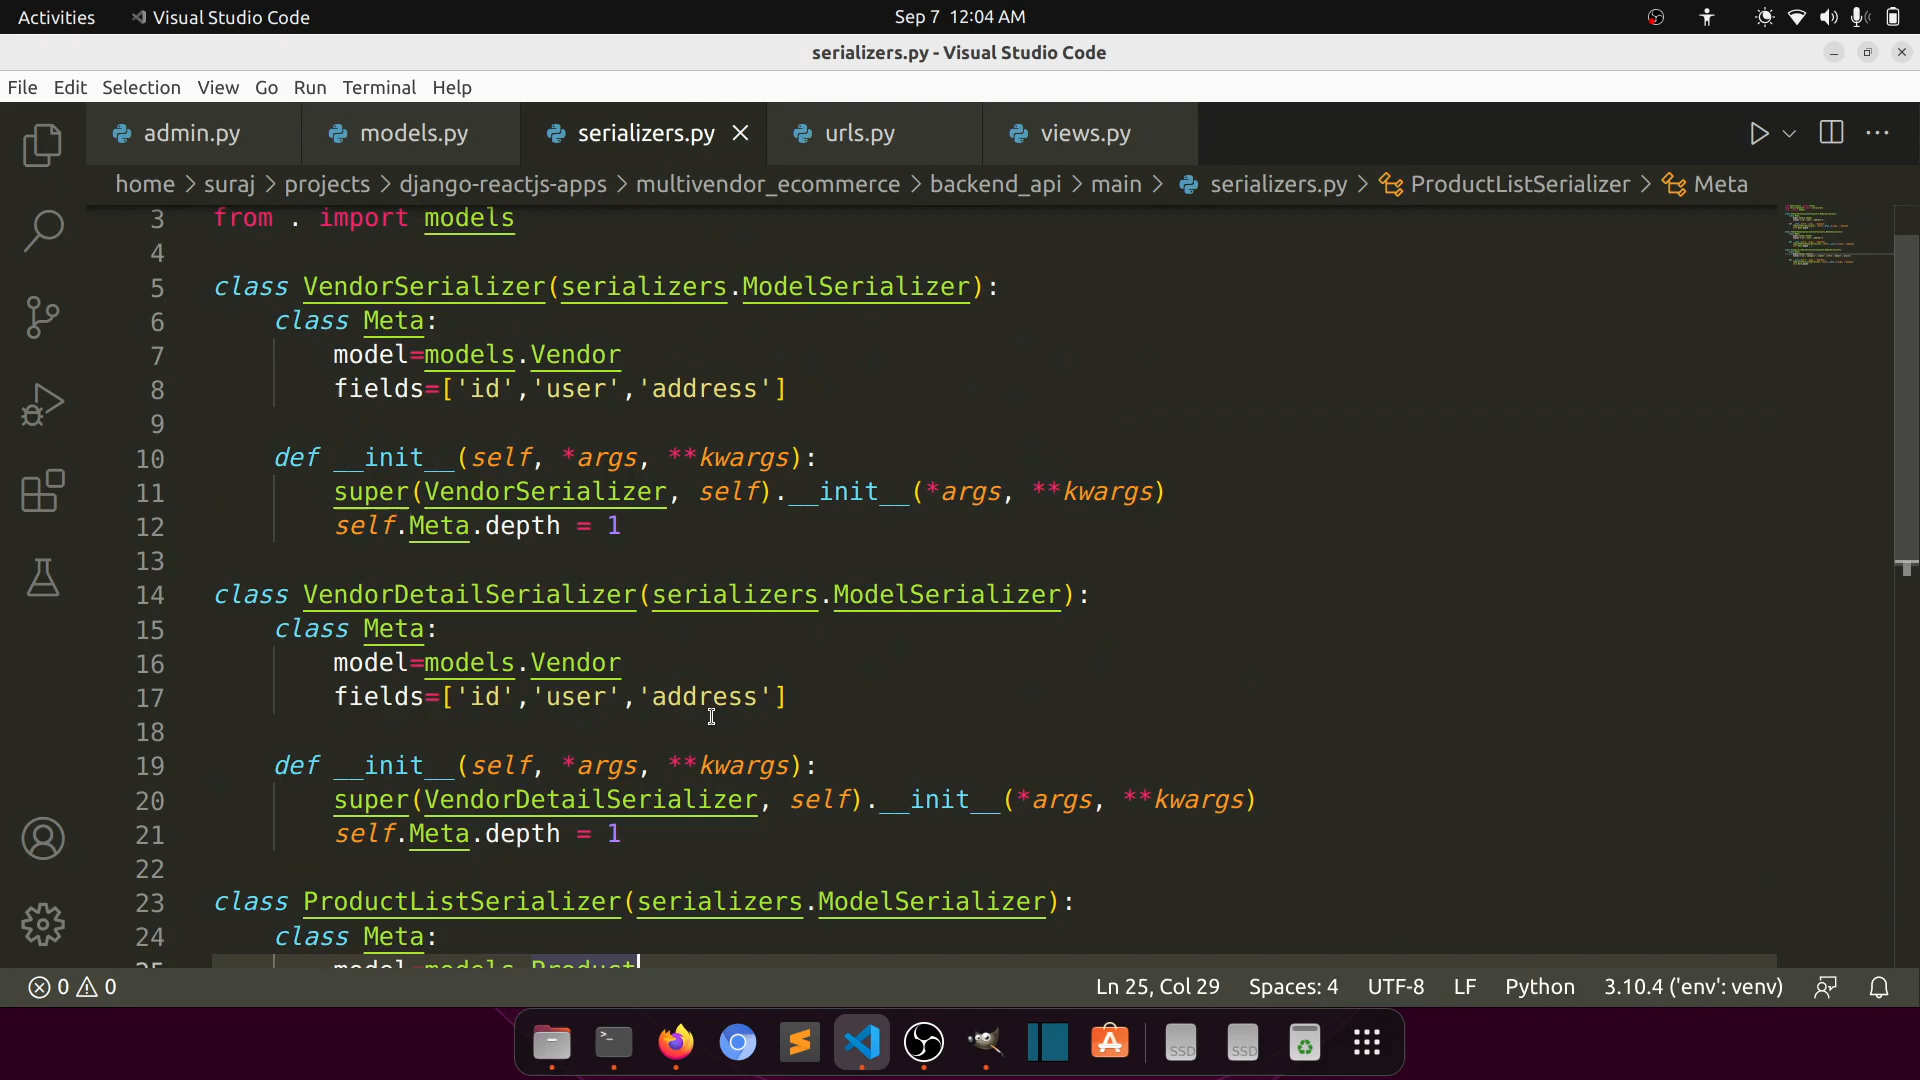 Activities
Visual Studio Code
Sep 7 12:04 AM
serializers.py - Visual Studio Code
File Edit Selection View Go Run Terminal Help
admin.py
models.py
serializers.py
urls.py
views.py
home > suraj > projects > django-reactjs-apps > multivendor_ecommerce > backend_api > main > serializers.py > ProductListSerializer > Meta
3 from . import models
4
5 class VendorSerializer(serializers.ModelSerializer):
6     class Meta:
7         model=models.Vendor
8         fields=['id','user','address']
9
10     def __init__(self, *args, **kwargs):
11         super(VendorSerializer, self).__init__(*args, **kwargs)
12         self.Meta.depth = 1
13
14 class VendorDetailSerializer(serializers.ModelSerializer):
15     class Meta:
16         model=models.Vendor
17         fields=['id','user','address']
18
19     def __init__(self, *args, **kwargs):
20         super(VendorDetailSerializer, self).__init__(*args, **kwargs)
21         self.Meta.depth = 1
22
23 class ProductListSerializer(serializers.ModelSerializer):
24     class Meta:
25         model=models.Product
0 0
Ln 25, Col 29 Spaces: 4 UTF-8 LF Python 3.10.4 ('env': venv)
SSD
SSD